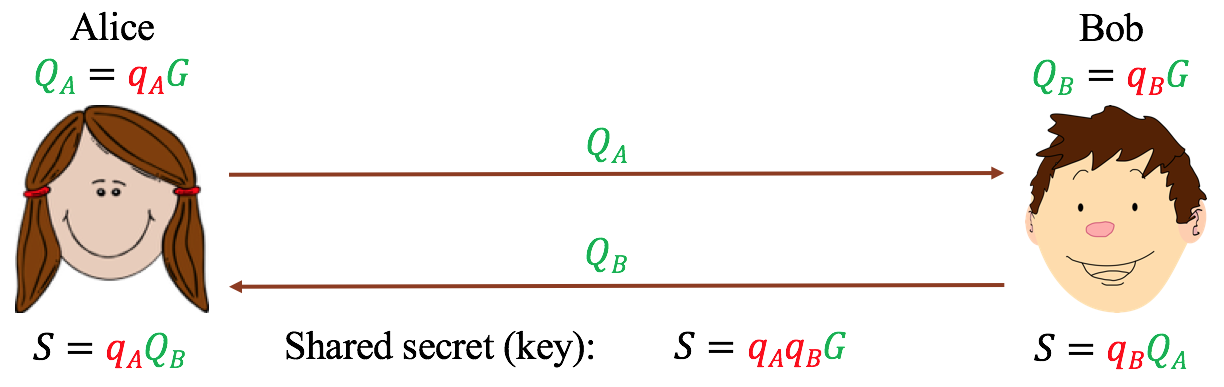 Alice
Q_A = q_A G
Bob
Q_B = q_B G
Q_A
Q_B
S = q_A Q_B
Shared secret (key): S = q_A q_B G
S = q_B Q_A